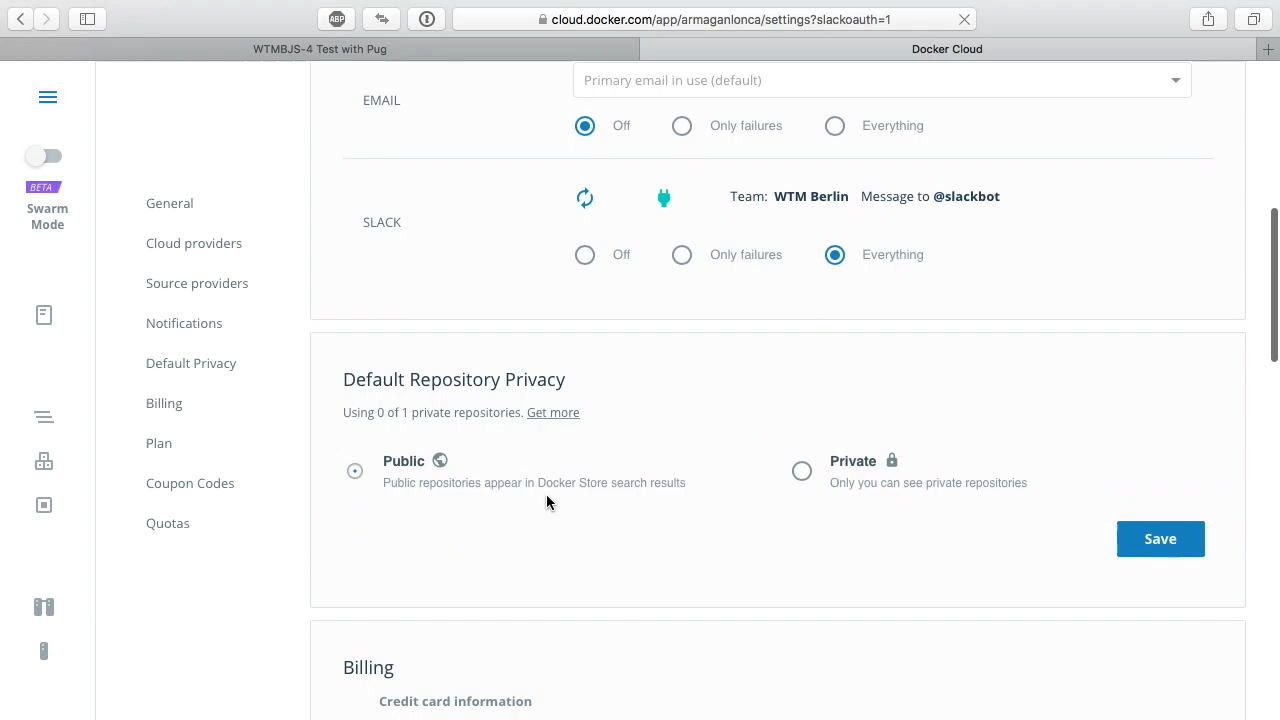 ABP
cloud.docker.com/app/armaganlonca/settings?slackoauth=1
WTMBJS-4 Test with Pug
Docker Cloud
BETA
Swarm
Mode
General
Cloud providers
Source providers
Notifications
Default Privacy
Billing
Plan
Coupon Codes
Quotas
EMAIL
Primary email in use (default)
Off Only failures Everything
SLACK
Team: WTM Berlin Message to @slackbot
Off Only failures Everything
Default Repository Privacy
Using 0 of 1 private repositories. Get more
Public
Public repositories appear in Docker Store search results
Private
Only you can see private repositories
Save
Billing
Credit card information